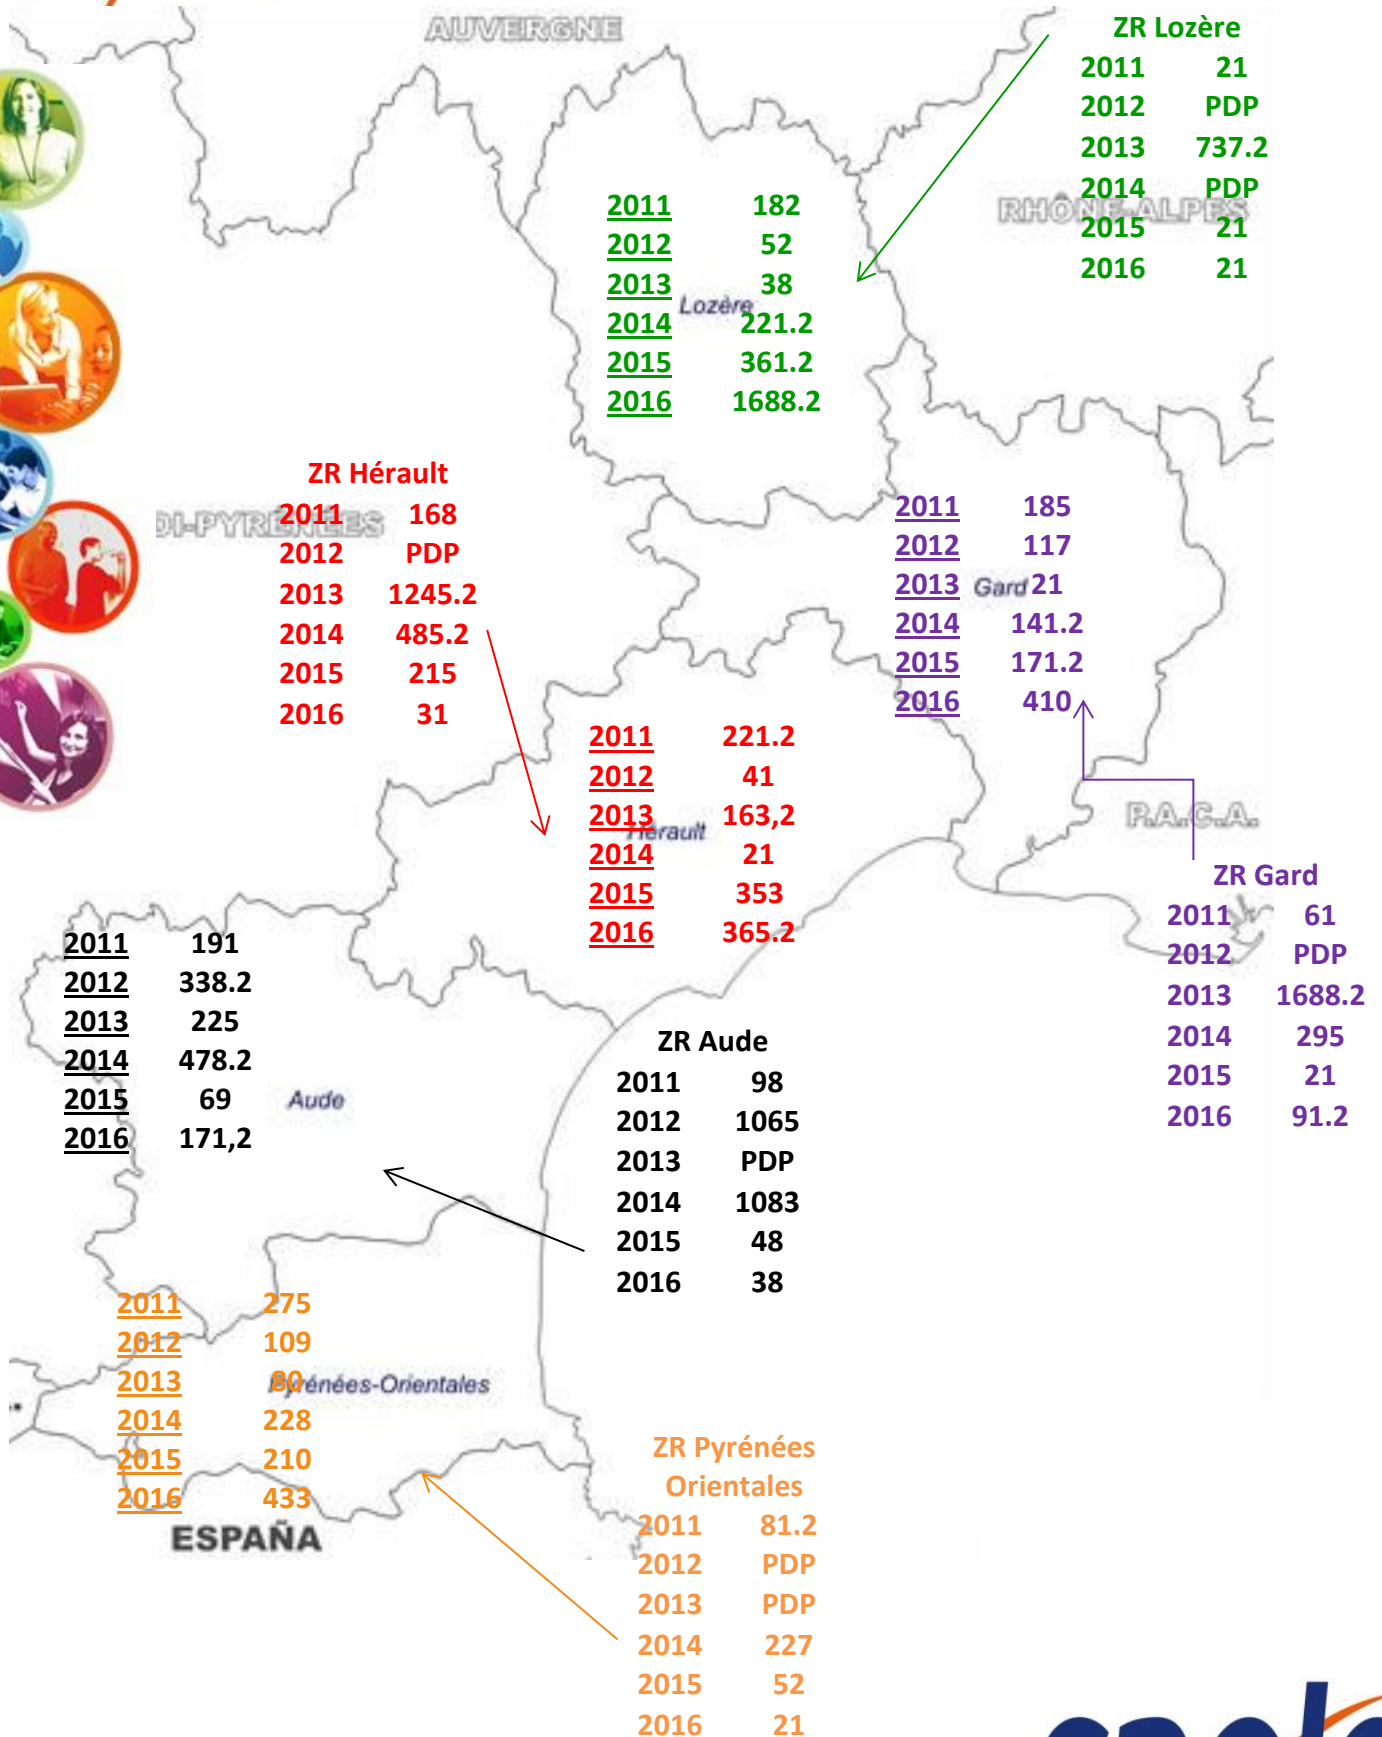 AUVERGNE
ZR Lozère
2011 21
2012 PDP
2013 737.2
2014 PDP
2015 21
2016 21
RHÔNE-ALPES
2011 182
2012 52
2013 38
Lozère
2014 221.2
2015 361.2
2016 1688.2
ZR Hérault
2011 168
2012 PDP
2013 1245.2
2014 485.2
2015 215
2016 31
DI-PYRÉNÉES
2011 185
2012 117
2013 21
Gard
2014 141.2
2015 171.2
2016 410
2011 221.2
2012 41
2013 163,2
Hérault
2014 21
2015 353
2016 365.2
P.A.C.A.
ZR Gard
2011 61
2012 PDP
2013 1688.2
2014 295
2015 21
2016 91.2
2011 191
2012 338.2
2013 225
2014 478.2
2015 69
2016 171,2
Aude
ZR Aude
2011 98
2012 1065
2013 PDP
2014 1083
2015 48
2016 38
2011 275
2012 109
2013 80
Pyrénées-Orientales
2014 228
2015 210
2016 433
ESPAÑA
ZR Pyrénées
Orientales
2011 81.2
2012 PDP
2013 PDP
2014 227
2015 52
2016 21